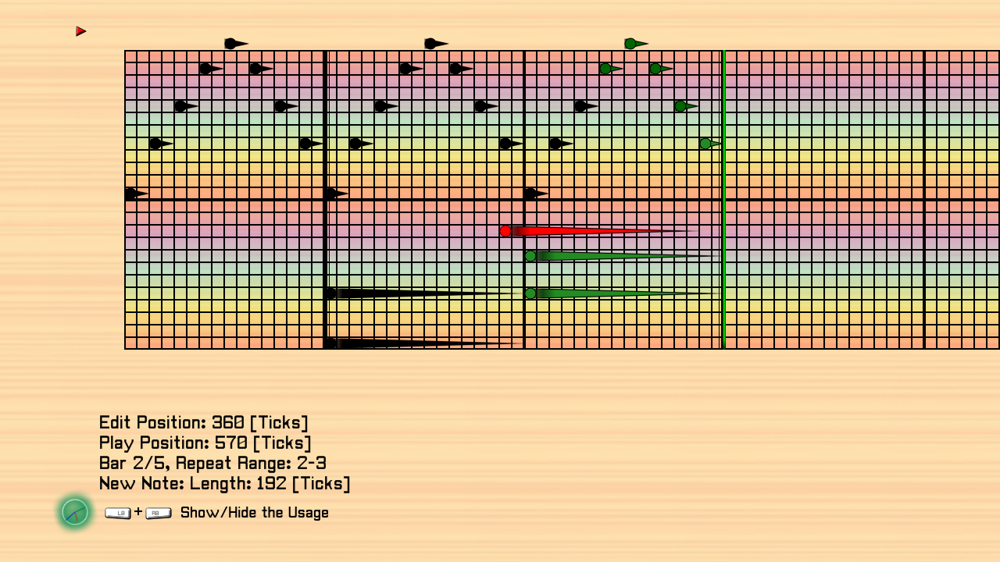 Edit Position: 360 [Ticks]
Play Position: 570 [Ticks]
Bar 2/5, Repeat Range: 2-3
New Note: Length: 192 [Ticks]
LB + RB Show/Hide the Usage